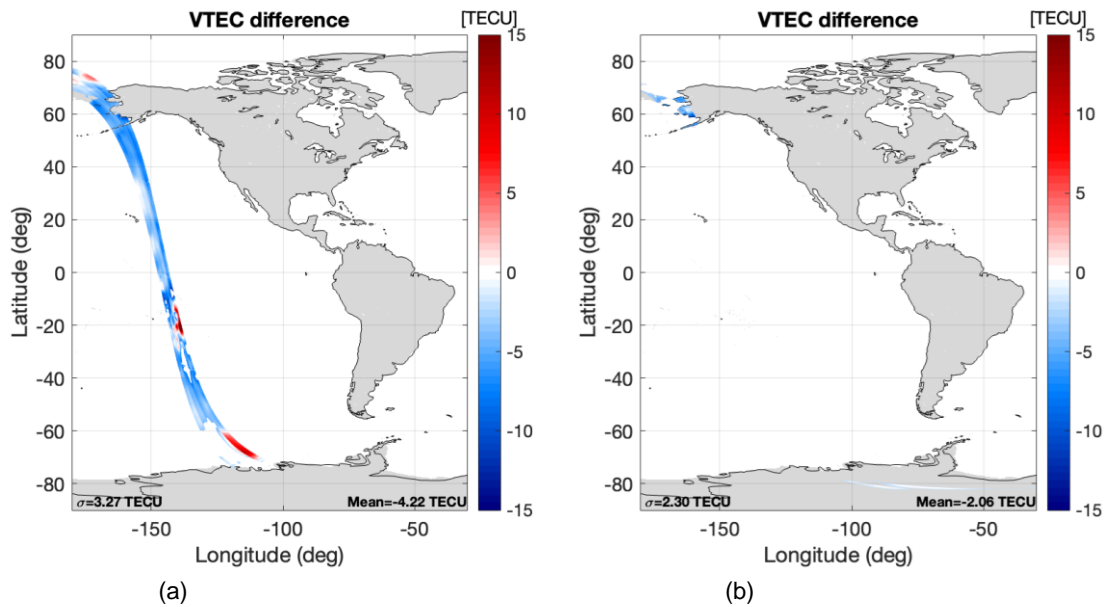 VTEC difference
[TECU]
80
60
40
20
0
-20
-40
-60
-80
Latitude (deg)
15
10
5
0
-5
-10
-15
σ=3.27 TECU
Mean=-4.22 TECU
-150
-100
-50
Longitude (deg)
(a)
VTEC difference
[TECU]
80
60
40
20
0
-20
-40
-60
-80
Latitude (deg)
15
10
5
0
-5
-10
-15
σ=2.30 TECU
Mean=-2.06 TECU
-150
-100
-50
Longitude (deg)
(b)